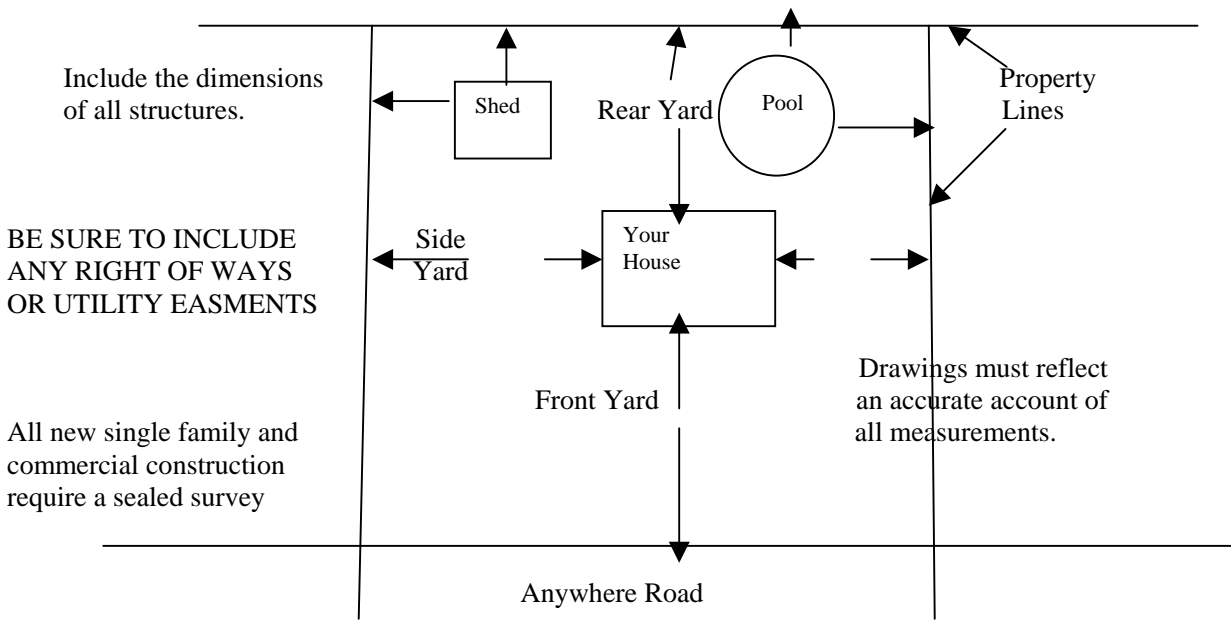 Include the dimensions
of all structures.
Shed
Rear Yard
Pool
Property
Lines
BE SURE TO INCLUDE
ANY RIGHT OF WAYS
OR UTILITY EASMENTS
Side
Yard
Your
House
Front Yard
Drawings must reflect
an accurate account of
all measurements.
All new single family and
commercial construction
require a sealed survey
Anywhere Road